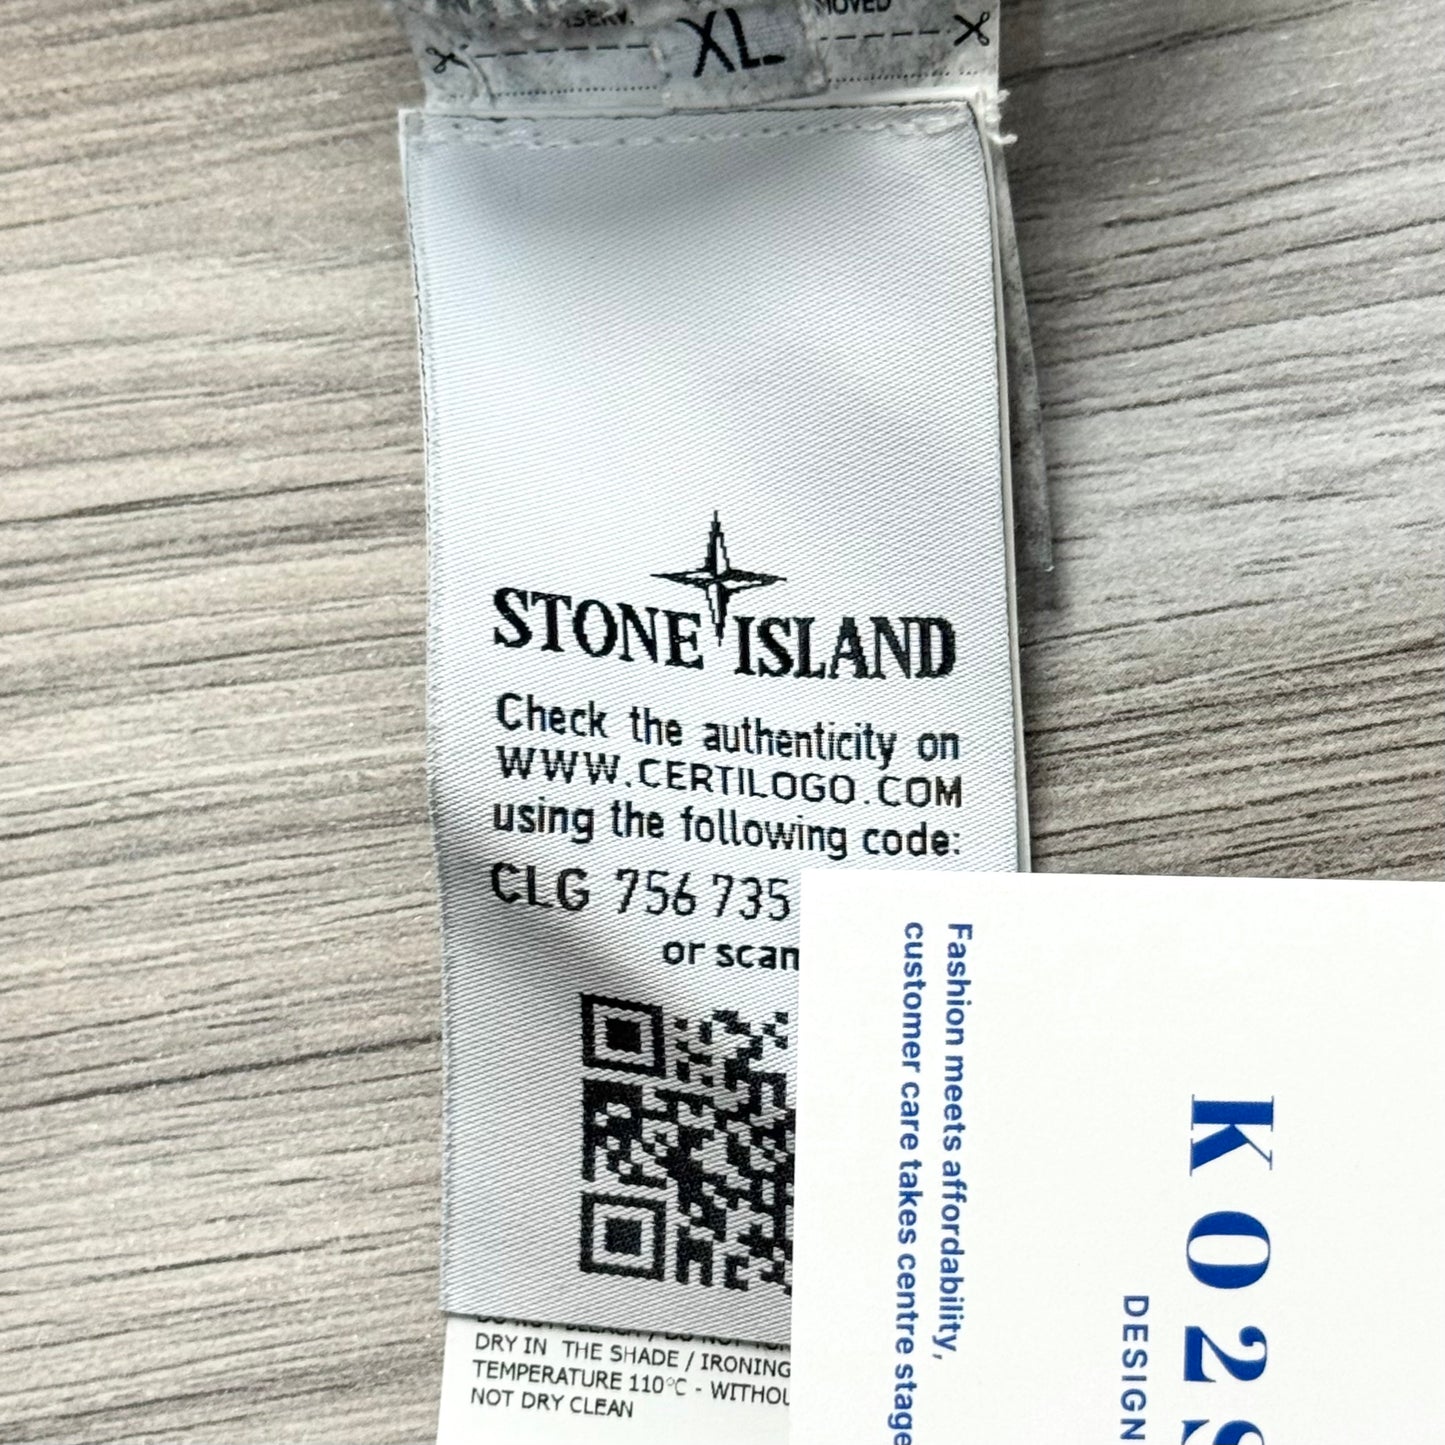 MOVED
XL
STONE ISLAND
Check the authenticity on
WWW.CERTILOGO.COM
using the following code:
CLG 756 735
or scan
DRY IN THE SHADE / IRONING
TEMPERATURE 110°C - WITHOU
NOT DRY CLEAN
Fashion meets affordability,
customer care takes centre stage
K02S
DESIGN